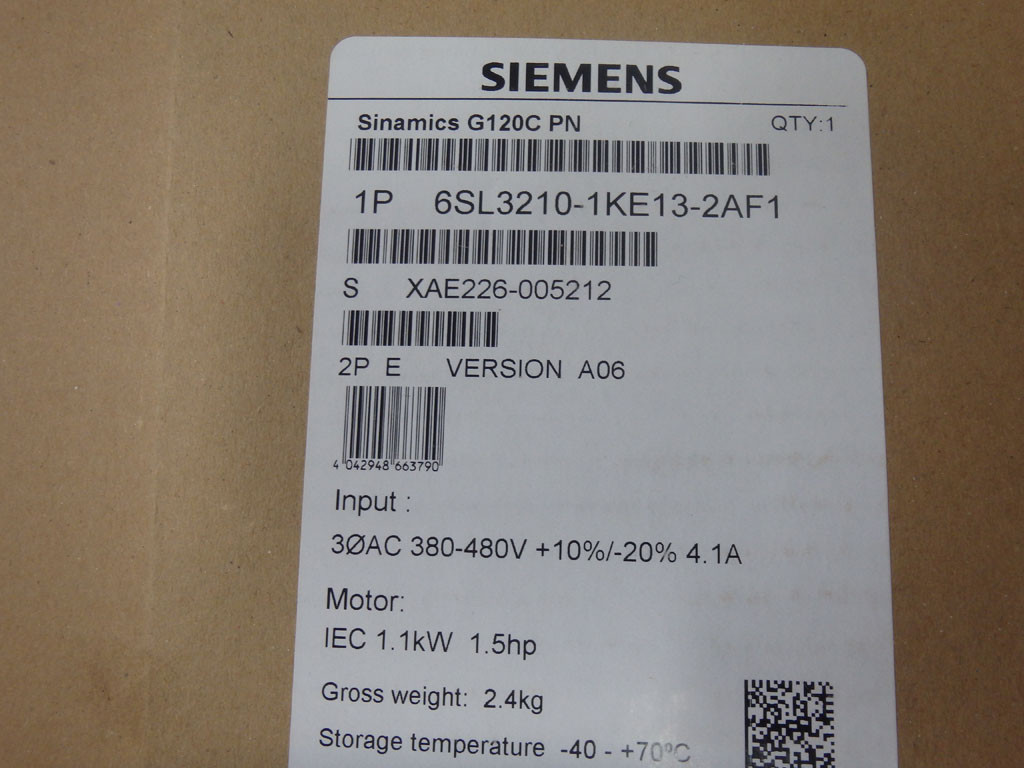 SIEMENS
Sinamics G120C PN QTY:1
1P 6SL3210-1KE13-2AF1
S XAE226-005212
2P E VERSION A06
4 042948 663790
Input :
3ØAC 380-480V +10%/-20% 4.1A
Motor:
IEC 1.1kW 1.5hp
Gross weight: 2.4kg
Storage temperature -40 - +70ºC